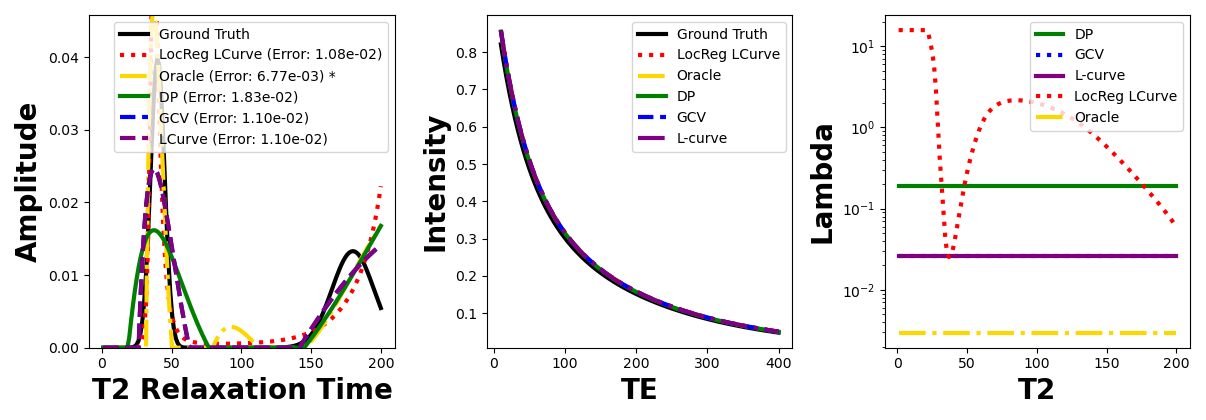 Amplitude
0.04
0.03
0.02
0.01
0.00
Ground Truth
LocReg LCurve (Error: 1.08e-02)
Oracle (Error: 6.77e-03) *
DP (Error: 1.83e-02)
GCV (Error: 1.10e-02)
LCurve (Error: 1.10e-02)
0 50 100 150 200
T2 Relaxation Time
Intensity
0.8
0.7
0.6
0.5
0.4
0.3
0.2
0.1
Ground Truth
LocReg LCurve
Oracle
DP
GCV
L-curve
0 100 200 300 400
TE
Lambda
10¹
10⁰
10⁻¹
10⁻²
DP
GCV
L-curve
LocReg LCurve
Oracle
0 50 100 150 200
T2